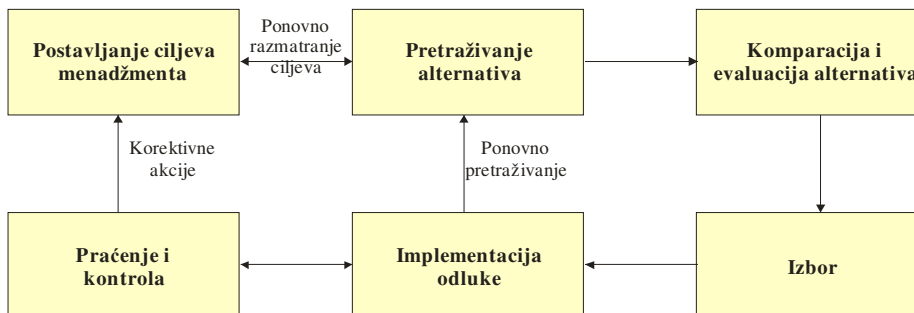 Postavljanje ciljeva
menadžmenta
Ponovno
razmatranje
ciljeva
Pretraživanje
alternativa
Komparacija i
evaluacija alternativa
Korektivne
akcije
Ponovno
pretraživanje
Praćenje i
kontrola
Implementacija
odluke
Izbor